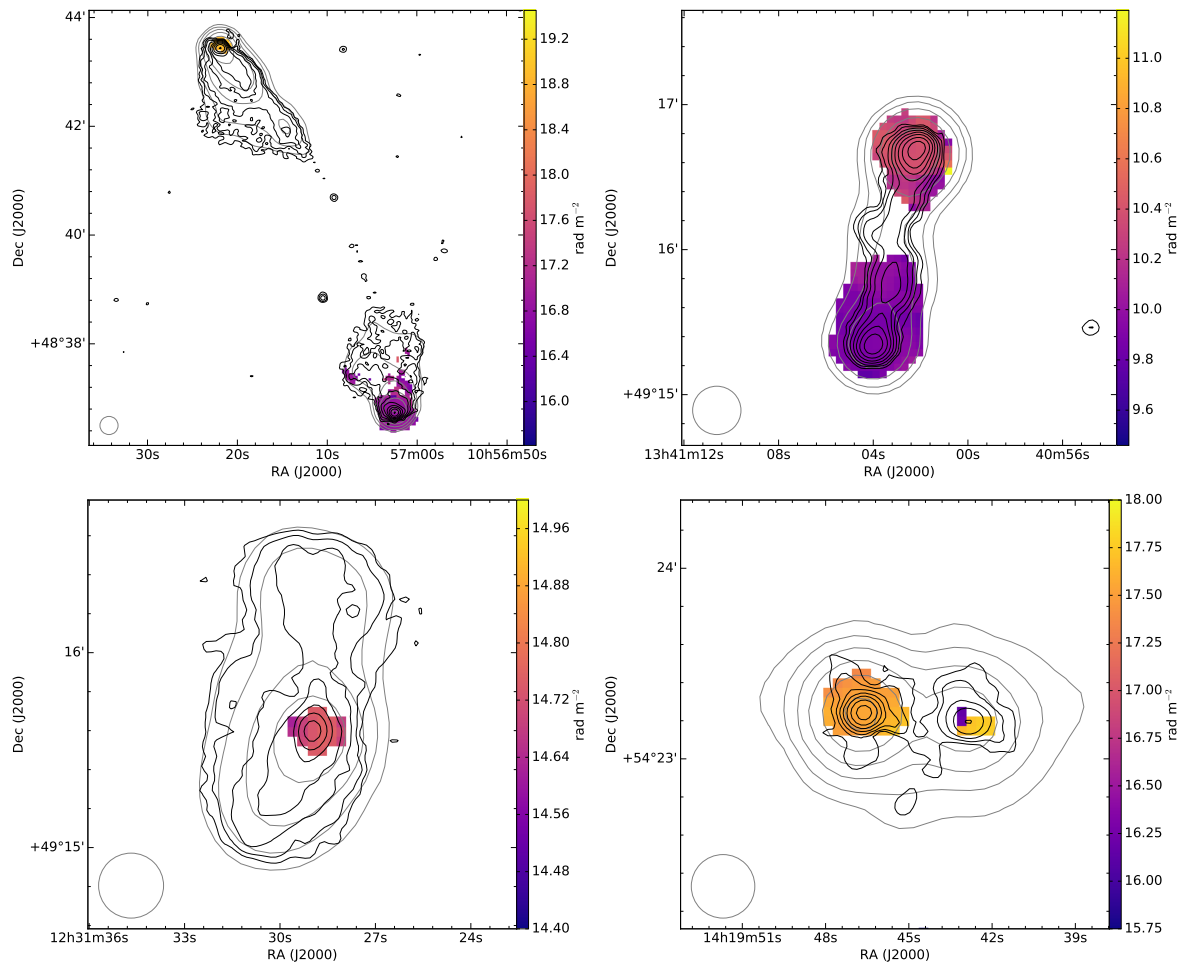 44'
42'
40'
+48°38'
Dec (J2000)
30s 20s 10s 57m00s 10h56m50s
RA (J2000)
19.2
18.8
18.4
18.0
17.6
17.2
16.8
16.4
16.0
rad m⁻²
17'
16'
+49°15'
Dec (J2000)
13h41m12s 08s 04s 00s 40m56s
RA (J2000)
11.0
10.8
10.6
10.4
10.2
10.0
9.8
9.6
rad m⁻²
16'
+49°15'
Dec (J2000)
12h31m36s 33s 30s 27s 24s
RA (J2000)
14.96
14.88
14.80
14.72
14.64
14.56
14.48
14.40
rad m⁻²
24'
+54°23'
Dec (J2000)
14h19m51s 48s 45s 42s 39s
RA (J2000)
18.00
17.75
17.50
17.25
17.00
16.75
16.50
16.25
16.00
15.75
rad m⁻²